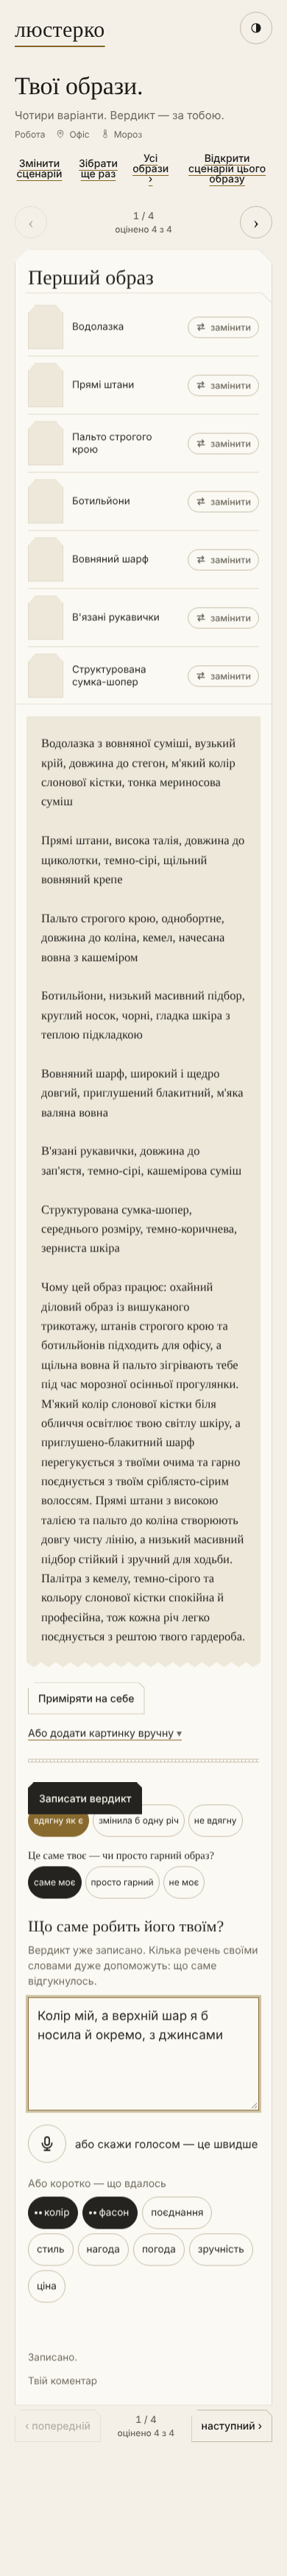 люстерко
Твої образи.
Чотири варіанти. Вердикт — за тобою.
Робота Офіс Мороз
Змінити
сценарій
Зібрати
ще раз
Усі
образи
›
Відкрити
сценарій цього
образу
‹
1 / 4
оцінено 4 з 4
›
Перший образ
Водолазка
замінити
Прямі штани
замінити
Пальто строгого
крою
замінити
Ботильйони
замінити
Вовняний шарф
замінити
В'язані рукавички
замінити
Структурована
сумка-шопер
замінити
Водолазка з вовняної суміші, вузький
крій, довжина до стегон, м'який колір
слонової кістки, тонка мериносова
суміш
Прямі штани, висока талія, довжина до
щиколотки, темно-сірі, щільний
вовняний крепе
Пальто строгого крою, однобортне,
довжина до коліна, кемел, начесана
вовна з кашеміром
Ботильйони, низький масивний підбор,
круглий носок, чорні, гладка шкіра з
теплою підкладкою
Вовняний шарф, широкий і щедро
довгий, приглушений блакитний, м'яка
валяна вовна
В'язані рукавички, довжина до
зап'ястя, темно-сірі, кашемірова суміш
Структурована сумка-шопер,
середнього розміру, темно-коричнева,
зерниста шкіра
Чому цей образ працює: охайний
діловий образ із вишуканого
трикотажу, штанів строгого крою та
ботильйонів підходить для офісу, а
щільна вовна й пальто зігрівають тебе
під час морозної осінньої прогулянки.
М'який колір слонової кістки біля
обличчя освітлює твою світлу шкіру, а
приглушено-блакитний шарф
перегукується з твоїми очима та гарно
поєднується з твоїм сріблясто-сірим
волоссям. Прямі штани з високою
талією та пальто до коліна створюють
довгу чисту лінію, а низький масивний
підбор стійкий і зручний для ходьби.
Палітра з кемелу, темно-сірого та
кольору слонової кістки спокійна й
професійна, тож кожна річ легко
поєднується з рештою твого гардероба.
Приміряти на себе
Або додати картинку вручну ▾
Записати вердикт
вдягну як є
змінила б одну річ
не вдягну
Це саме твоє — чи просто гарний образ?
саме моє
просто гарний
не моє
Що саме робить його твоїм?
Вердикт уже записано. Кілька речень своїми
словами дуже допоможуть: що саме
відгукнулось.
Колір мій, а верхній шар я б
носила й окремо, з джинсами
або скажи голосом — це швидше
Або коротко — що вдалось
•• колір
•• фасон
поєднання
стиль
нагода
погода
зручність
ціна
Записано.
Твій коментар
‹ попередній
1 / 4
оцінено 4 з 4
наступний ›